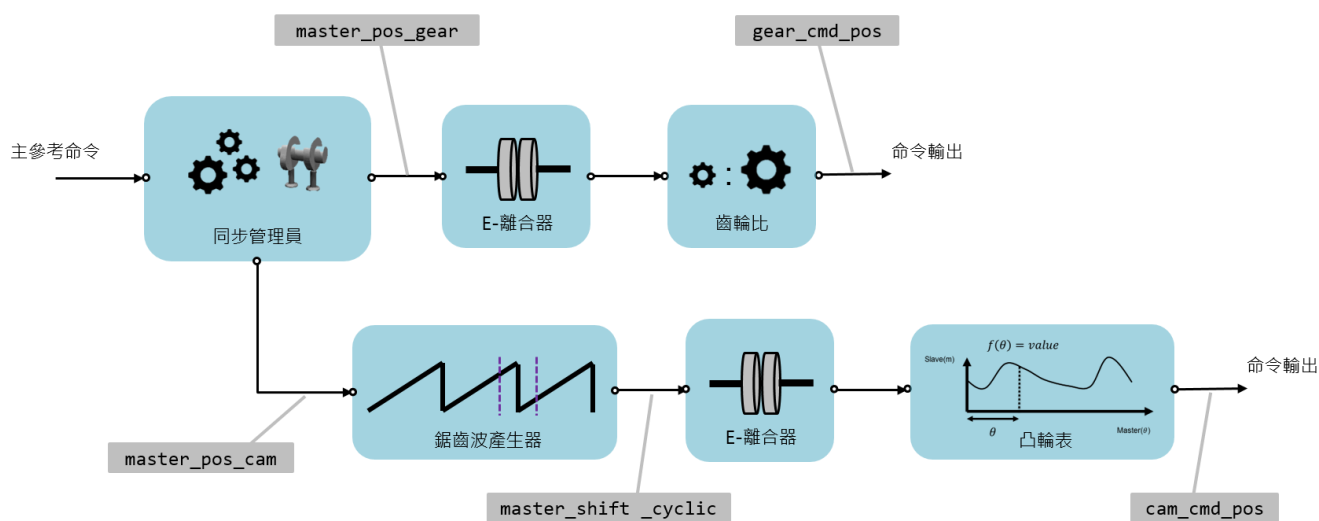 master_pos_gear
gear_cmd_pos
主參考命令
同步管理員
E-離合器
:
齒輪比
命令輸出
f(θ) = value
Slave(m)
θ
Master(θ)
鋸齒波產生器
E-離合器
凸輪表
命令輸出
master_pos_cam
master_shift _cyclic
cam_cmd_pos